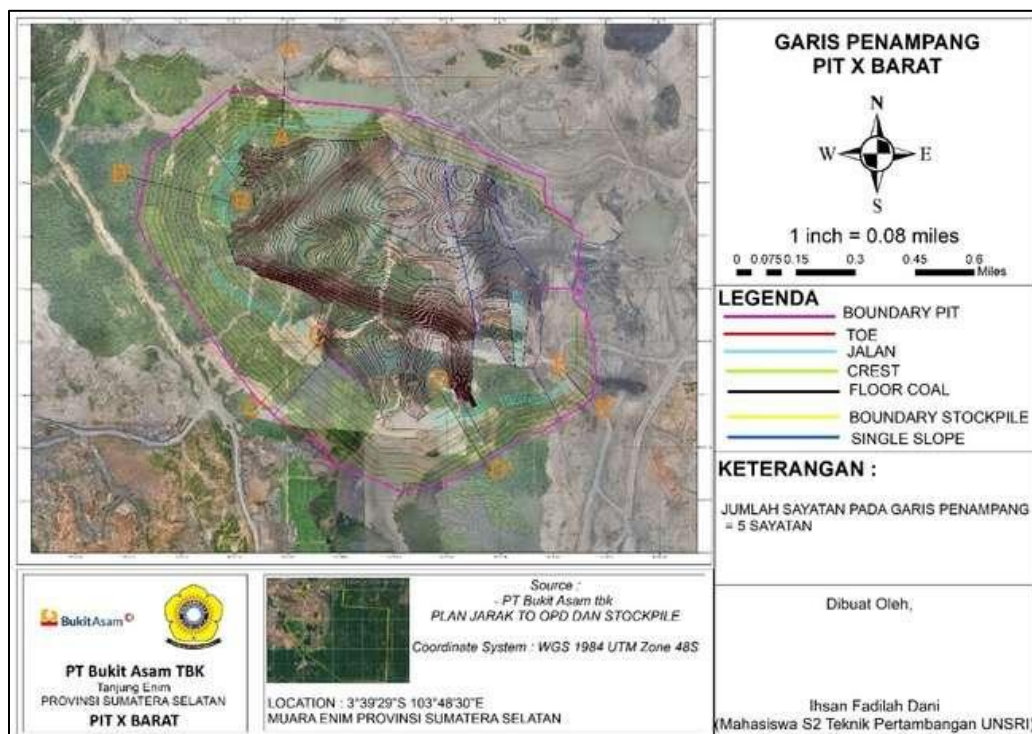 GARIS PENAMPANG
PIT X BARAT
N
W
E
S
1 inch = 0.08 miles
0 0.075 0.15 0.3 0.45 0.6
Miles
LEGENDA
BOUNDARY PIT
TOE
JALAN
CREST
FLOOR COAL
BOUNDARY STOCKPILE
SINGLE SLOPE
KETERANGAN :
JUMLAH SAYATAN PADA GARIS PENAMPANG
= 5 SAYATAN
Dibuat Oleh,
Ihsan Fadilah Dani
(Mahasiswa S2 Teknik Pertambangan UNSRI)
A
B
BukitAsam
PT Bukit Asam TBK
Tanjung Enim
PROVINSI SUMATERA SELATAN
PIT X BARAT
Source :
- PT Bukit Asam tbk
PLAN JARAK TO OPD DAN STOCKPILE
Coordinate System : WGS 1984 UTM Zone 48S
LOCATION : 3°39'29"S 103°48'30"E
MUARA ENIM PROVINSI SUMATERA SELATAN